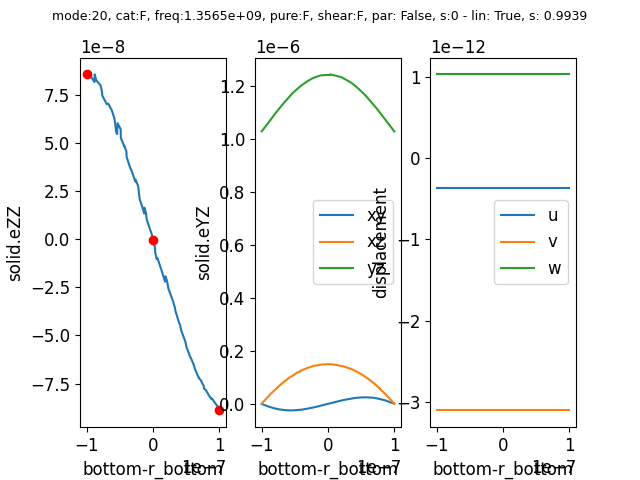 mode:20, cat:F, freq:1.3565e+09, pure:F, shear:F, par: False, s:0 - lin: True, s: 0.9939
1e−8
1e−6
1e−12
solid.eZZ
7.5
5.0
2.5
0.0
−2.5
−5.0
−7.5
−1
0
1
1e−7
bottom-r_bottom
solid.eYZ
1.2
1.0
0.8
0.6
0.4
0.2
0.0
xy
xz
yz
−1
0
1
1e−7
bottom-r_bottom
displacement
1
0
−1
−2
−3
u
v
w
−1
0
1
1e−7
bottom-r_bottom